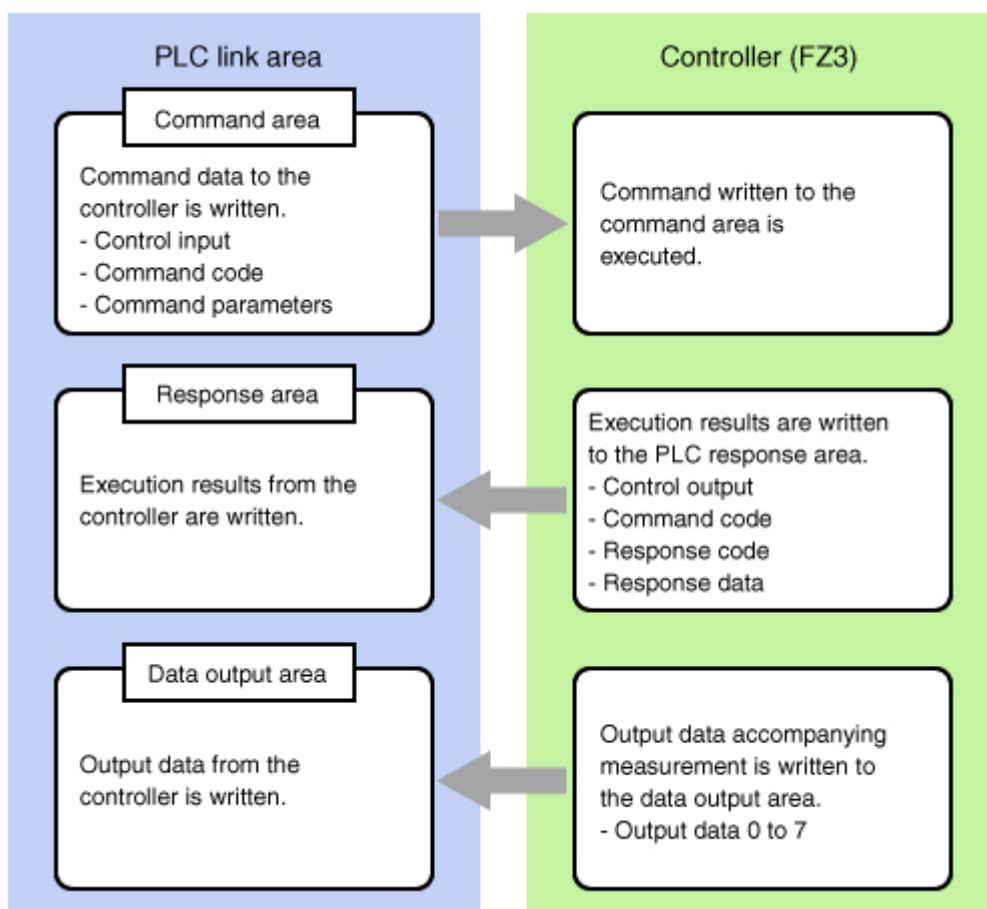 PLC link area
Command area
Command data to the
controller is written.
- Control input
- Command code
- Command parameters
Response area
Execution results from the
controller are written.
Data output area
Output data from the
controller is written.
Controller (FZ3)
Command written to the
command area is
executed.
Execution results are written
to the PLC response area.
- Control output
- Command code
- Response code
- Response data
Output data accompanying
measurement is written to
the data output area.
- Output data 0 to 7